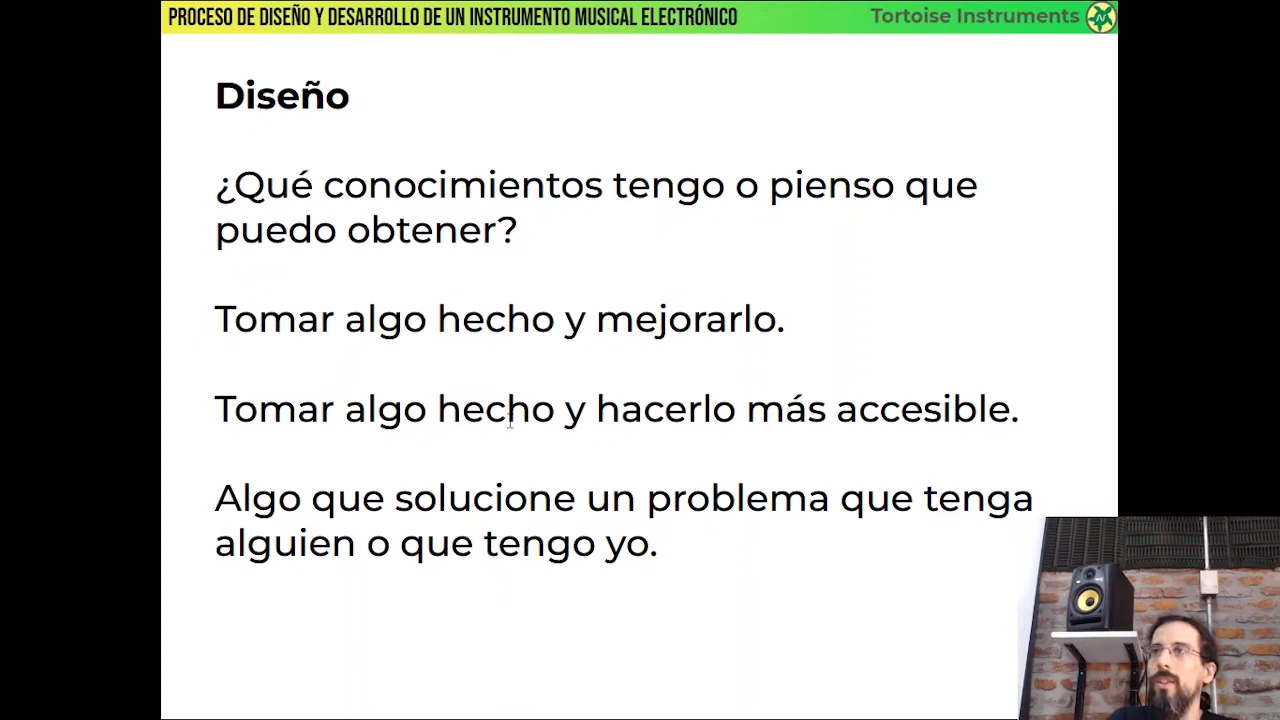 PROCESO DE DISEÑO Y DESARROLLO DE UN INSTRUMENTO MUSICAL ELECTRÓNICO
Tortoise Instruments
Diseño
¿Qué conocimientos tengo o pienso que
puedo obtener?
Tomar algo hecho y mejorarlo.
Tomar algo hecho y hacerlo más accesible.
Algo que solucione un problema que tenga
alguien o que tengo yo.